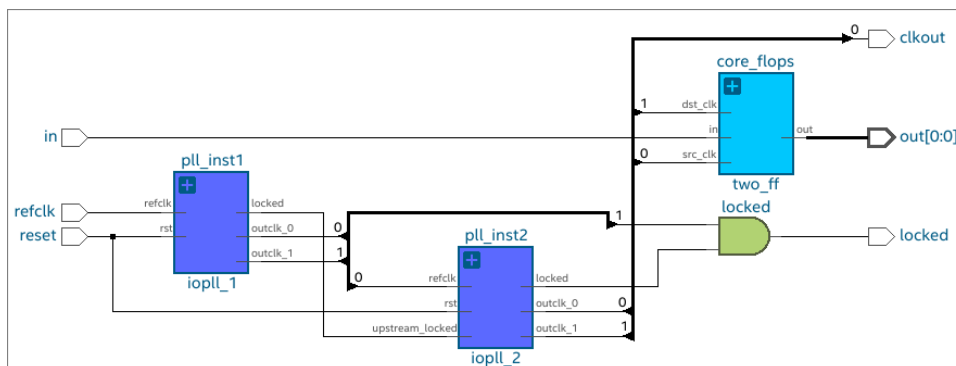 0
clkout
core_flops
1
dst_clk
in
in
out
out[0:0]
0
src_clk
two_ff
pll_inst1
refclk
refclk
locked
reset
rst
outclk_0
0
outclk_1
1
iopll_1
1
locked
locked
pll_inst2
0
refclk
locked
rst
outclk_0
0
upstream_locked
outclk_1
1
iopll_2